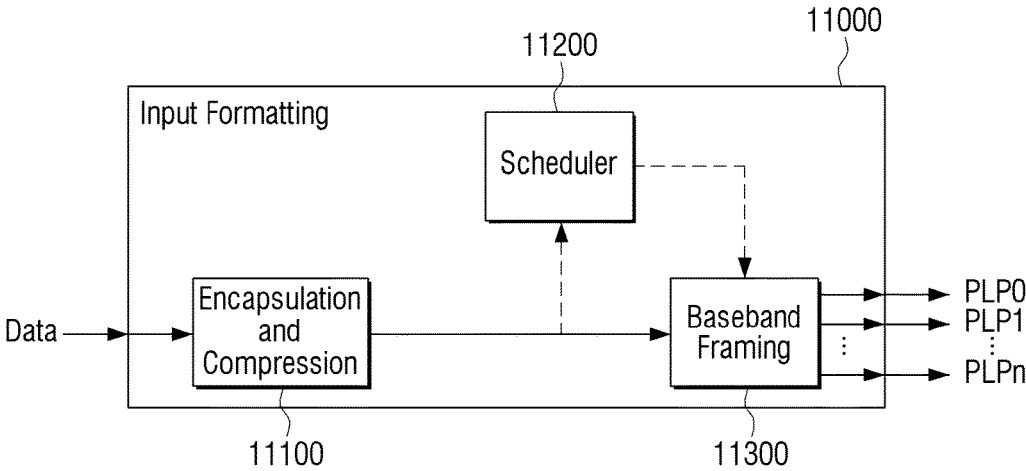 11000
11200
Input Formatting
Scheduler
Data
Encapsulation
and
Compression
Baseband
Framing
PLP0
PLP1
⋮
⋮
PLPn
11100
11300